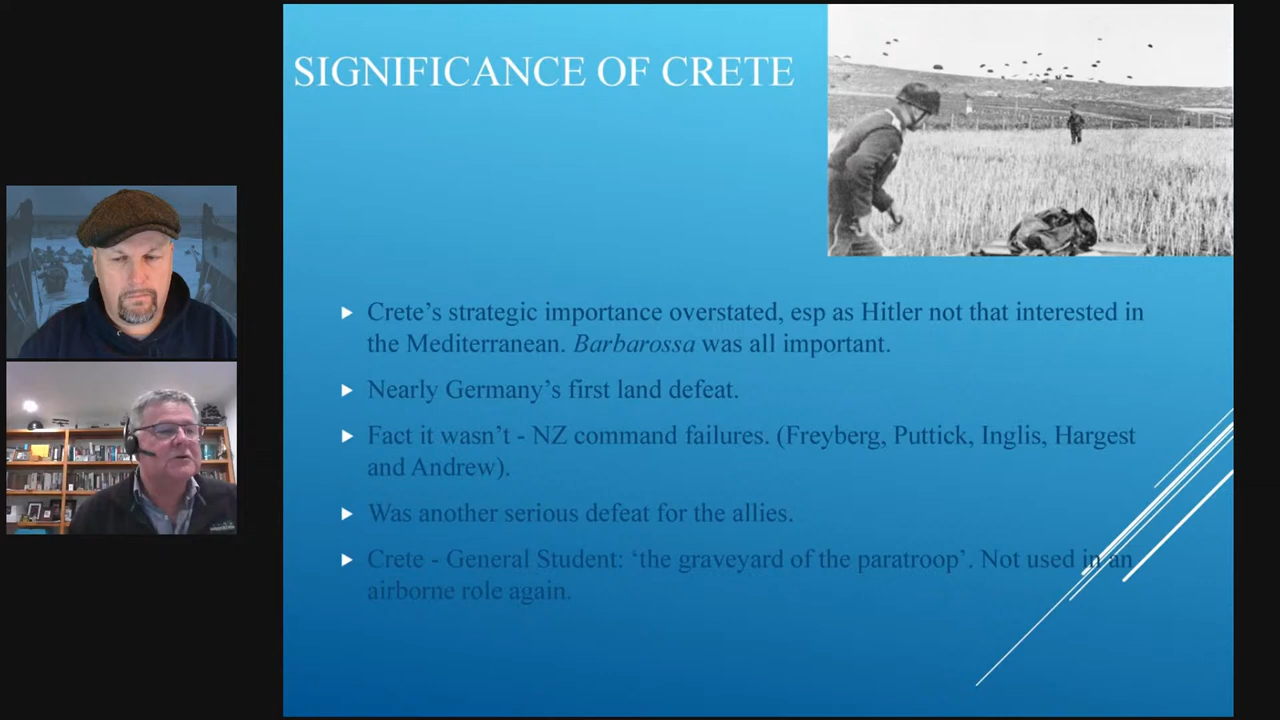 SIGNIFICANCE OF CRETE
Crete’s strategic importance overstated, esp as Hitler not that interested in
the Mediterranean. Barbarossa was all important.
Nearly Germany’s first land defeat.
Fact it wasn’t - NZ command failures. (Freyberg, Puttick, Inglis, Hargest
and Andrew).
Was another serious defeat for the allies.
Crete - General Student: ‘the graveyard of the paratroop’. Not used in an
airborne role again.